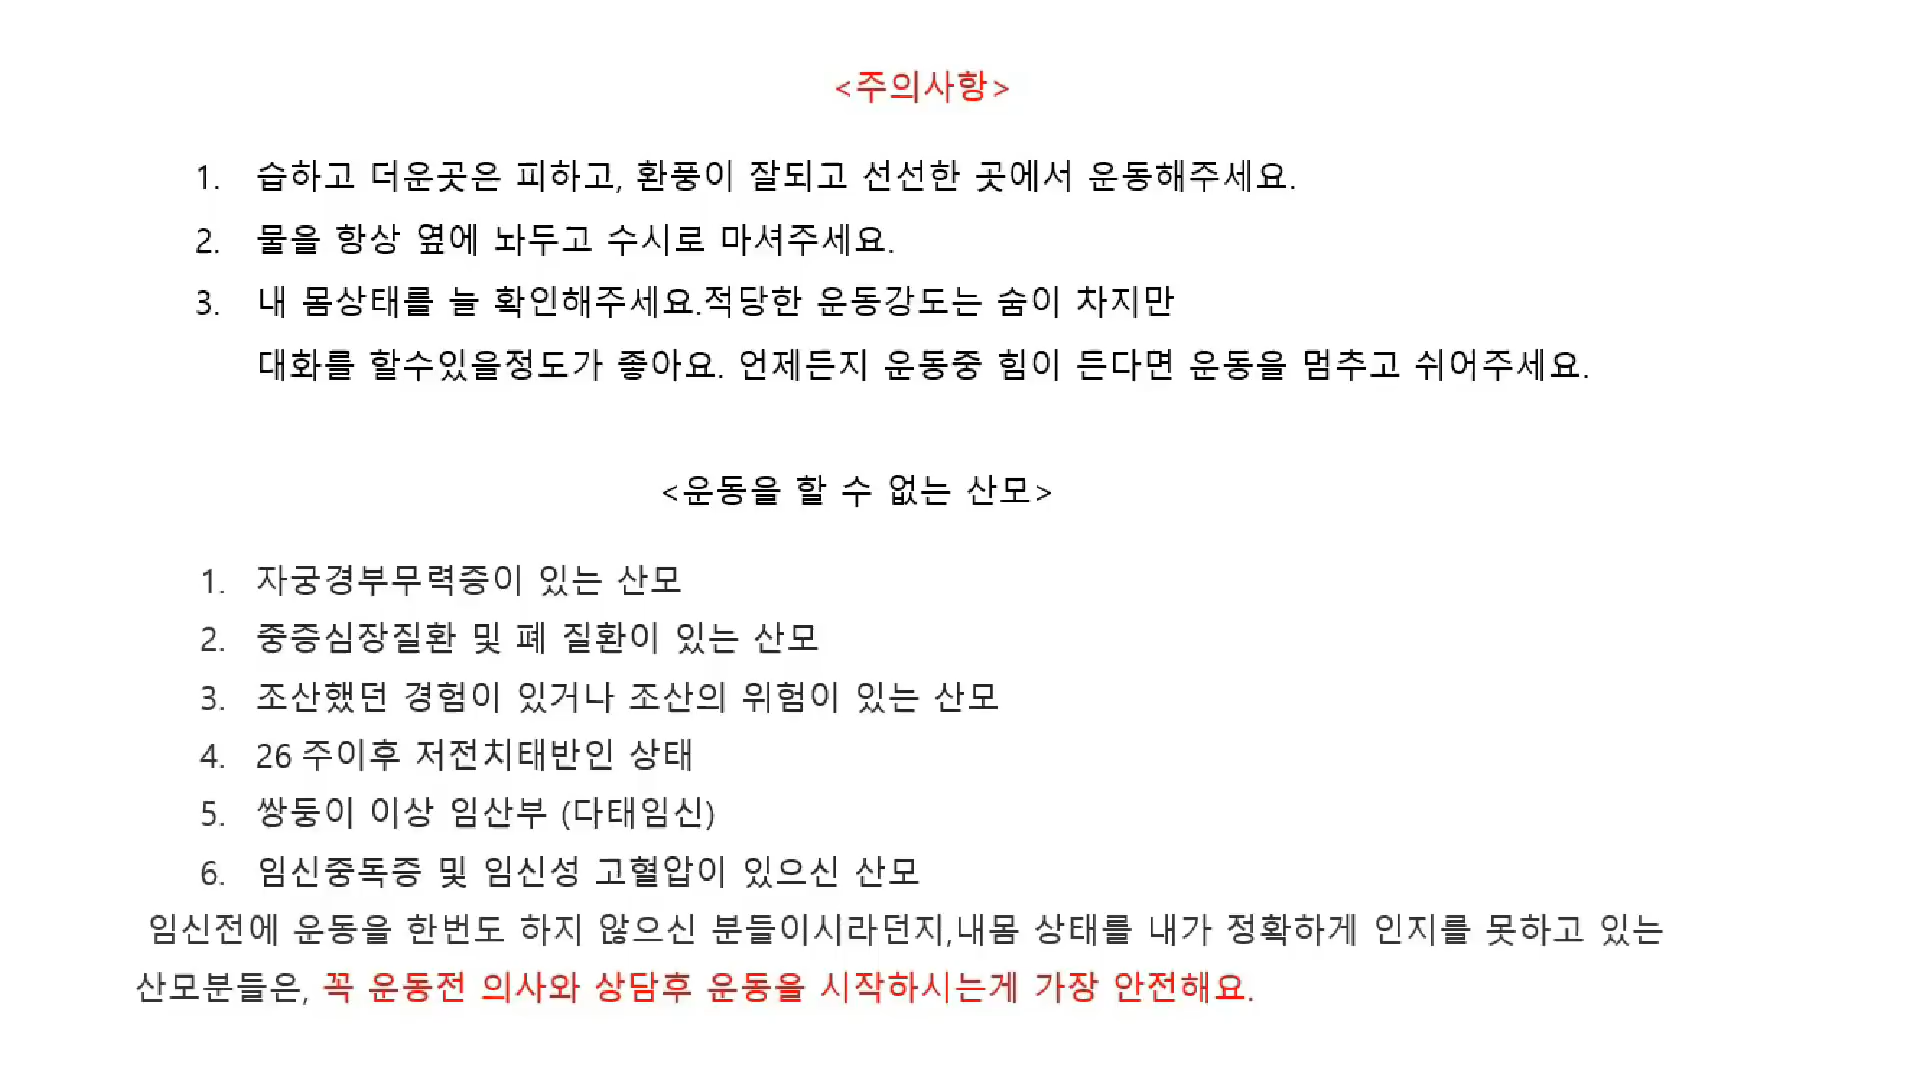 <주의사항>
1. 습하고 더운곳은 피하고, 환풍이 잘되고 선선한 곳에서 운동해주세요.
2. 물을 항상 옆에 놔두고 수시로 마셔주세요.
3. 내 몸상태를 늘 확인해주세요.적당한 운동강도는 숨이 차지만
대화를 할수있을정도가 좋아요. 언제든지 운동중 힘이 든다면 운동을 멈추고 쉬어주세요.
<운동을 할 수 없는 산모>
1. 자궁경부무력증이 있는 산모
2. 중증심장질환 및 폐 질환이 있는 산모
3. 조산했던 경험이 있거나 조산의 위험이 있는 산모
4. 26주이후 저전치태반인 상태
5. 쌍둥이 이상 임산부 (다태임신)
6. 임신중독증 및 임신성 고혈압이 있으신 산모
임신전에 운동을 한번도 하지 않으신 분들이시라던지,내몸 상태를 내가 정확하게 인지를 못하고 있는
산모분들은, 꼭 운동전 의사와 상담후 운동을 시작하시는게 가장 안전해요.